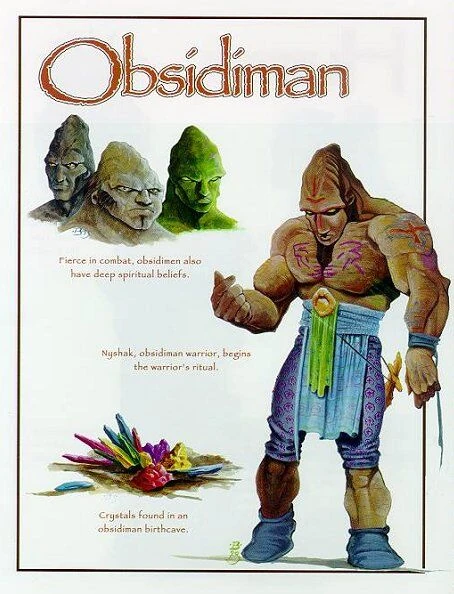 Obsidiman
Fierce in combat, obsidimen also
have deep spiritual beliefs.
Nyshak, obsidiman warrior, begins
the warrior's ritual.
Crystals found in an
obsidiman birthcave.